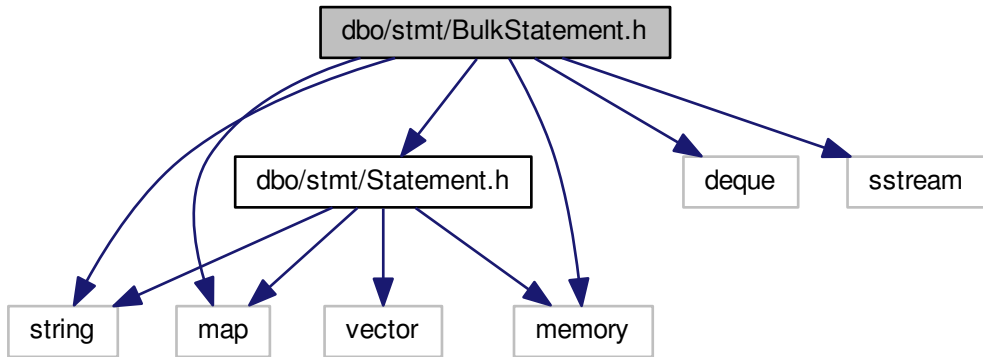 dbo/stmt/BulkStatement.h
dbo/stmt/Statement.h
deque
sstream
string
map
vector
memory